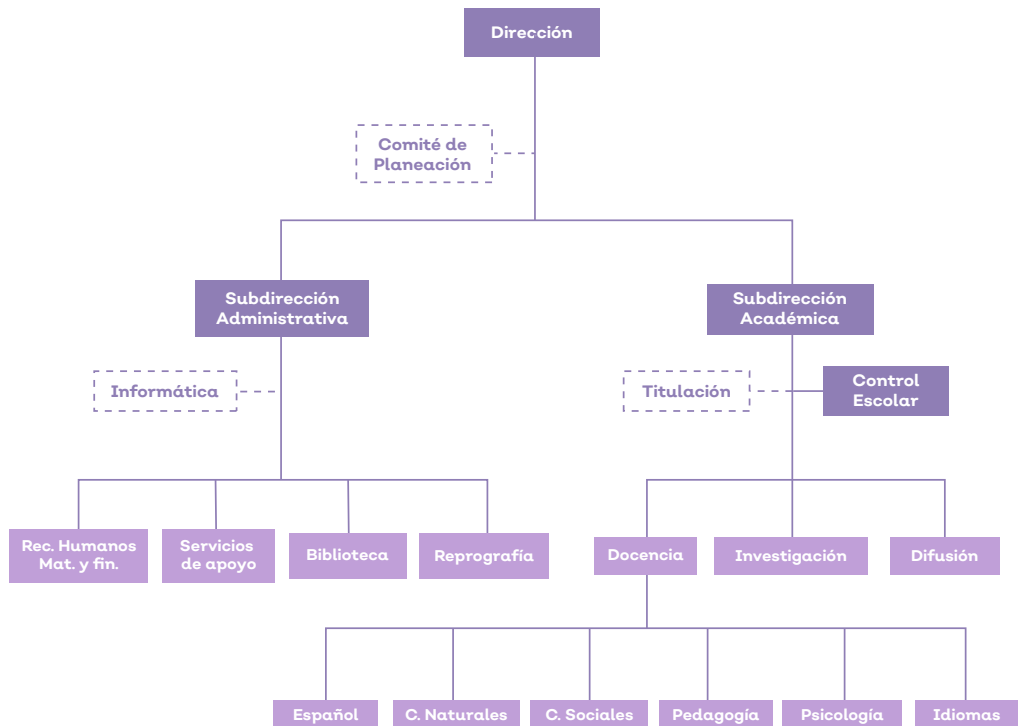 Dirección
Comité de
Planeación
Subdirección
Administrativa
Subdirección
Académica
Informática
Titulación
Control
Escolar
Rec. Humanos
Mat. y fin.
Servicios
de apoyo
Biblioteca
Reprografía
Docencia
Investigación
Difusión
Español
C. Naturales
C. Sociales
Pedagogía
Psicología
Idiomas